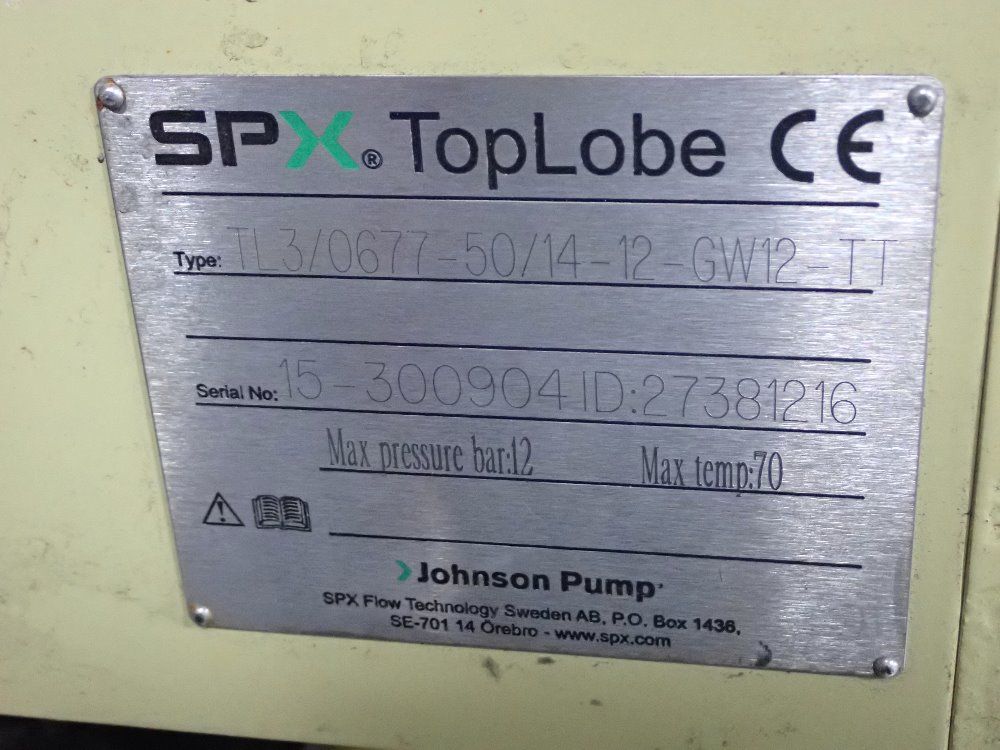 SPX® TopLobe CE
Type: TL3/0677-50/14-12-GW12-TT
Serial No: 15-300904 ID:27381216
Max pressure bar:12 Max temp:70
Johnson Pump
SPX Flow Technology Sweden AB, P.O. Box 1436,
SE-701 14 Örebro - www.spx.com